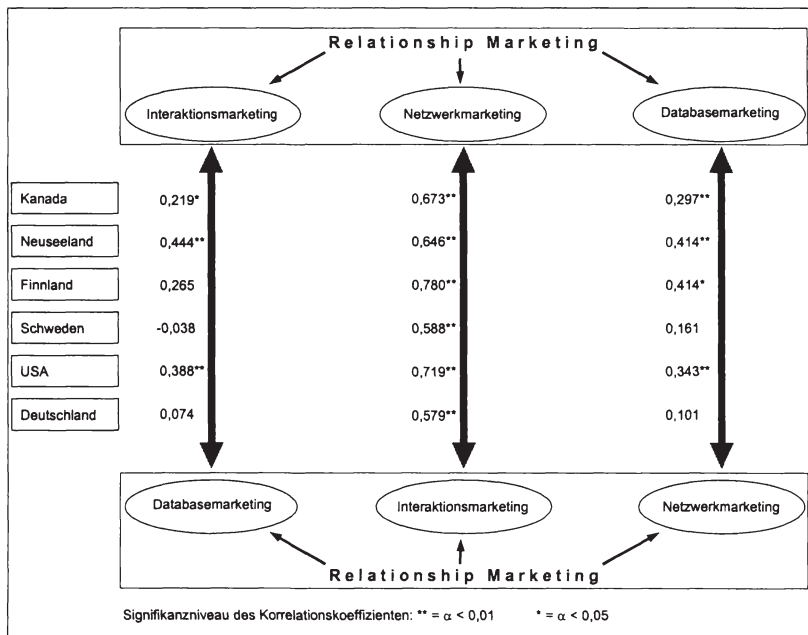 Relationship Marketing
Interaktionsmarketing Netzwerkmarketing Databasemarketing
Kanada 0,219* 0,673** 0,297**
Neuseeland 0,444** 0,646** 0,414**
Finnland 0,265 0,780** 0,414*
Schweden -0,038 0,588** 0,161
USA 0,388** 0,719** 0,343**
Deutschland 0,074 0,579** 0,101
Databasemarketing Interaktionsmarketing Netzwerkmarketing
Relationship Marketing
Signifikanzniveau des Korrelationskoeffizienten: ** = α < 0,01 * = α < 0,05